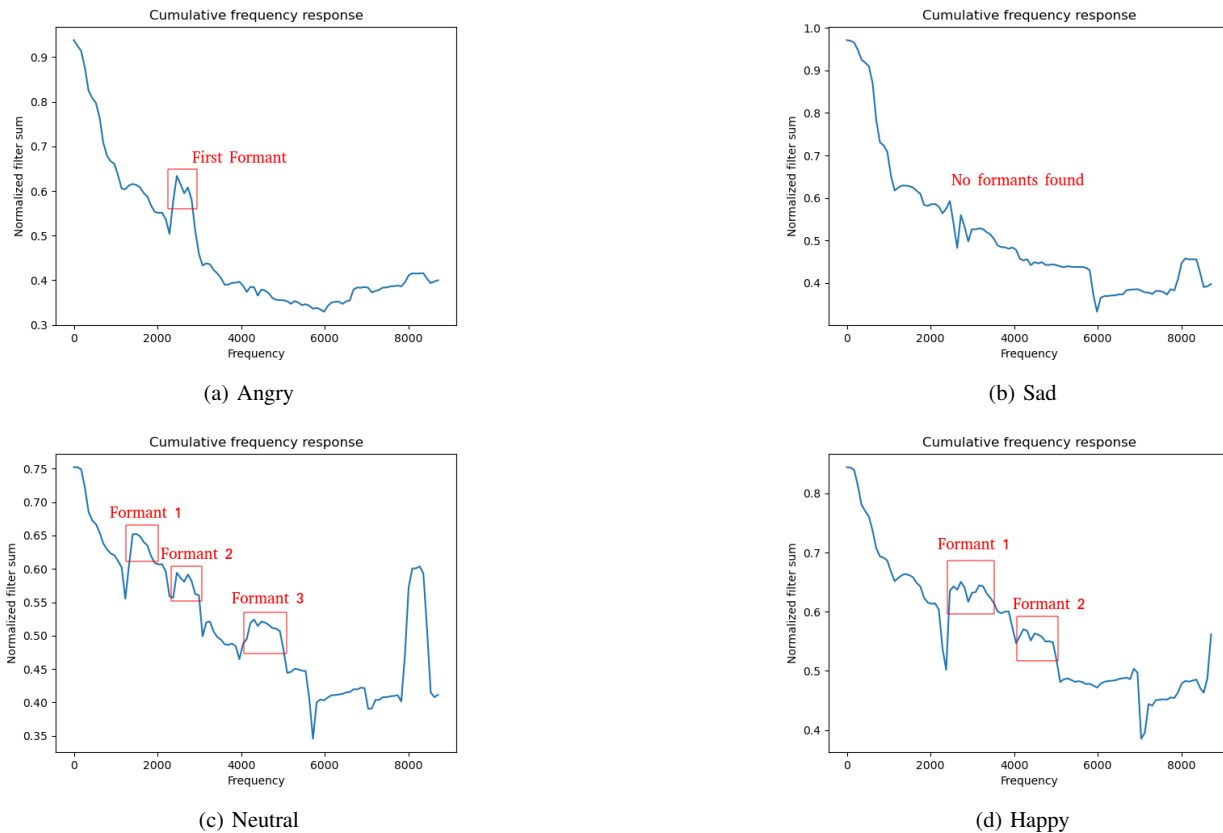 Cumulative frequency response
Normalized filter sum
0.9
0.8
0.7
0.6
0.5
0.4
0.3
First Formant
0 2000 4000 6000 8000
Frequency
(a) Angry
Cumulative frequency response
Normalized filter sum
1.0
0.9
0.8
0.7
0.6
0.5
0.4
No formants found
0 2000 4000 6000 8000
Frequency
(b) Sad
Cumulative frequency response
Normalized filter sum
0.75
0.70
0.65
0.60
0.55
0.50
0.45
0.40
0.35
Formant 1
Formant 2
Formant 3
0 2000 4000 6000 8000
Frequency
(c) Neutral
Cumulative frequency response
Normalized filter sum
0.8
0.7
0.6
0.5
0.4
Formant 1
Formant 2
0 2000 4000 6000 8000
Frequency
(d) Happy